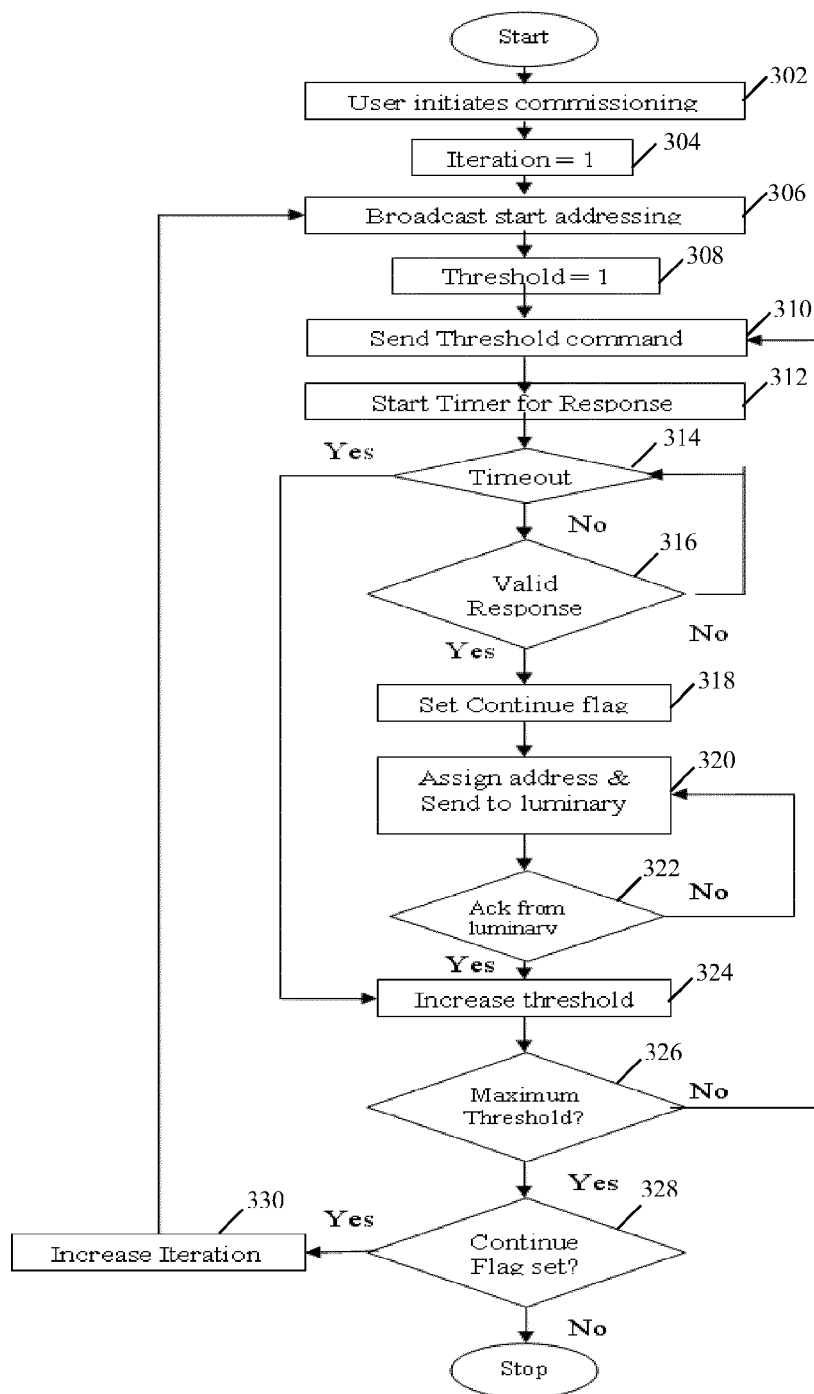 Start
302
User initiates commissioning
304
Iteration = 1
306
Broadcast start addressing
308
Threshold = 1
310
Send Threshold command
312
Start Timer for Response
314
Yes
Timeout
No
316
Valid
Response
No
Yes
318
Set Continue flag
320
Assign address &
Send to luminary
322
No
Ack from
luminary
Yes
324
Increase threshold
326
No
Maximum
Threshold?
Yes
328
330
Yes
Continue
Flag set?
Increase Iteration
No
Stop